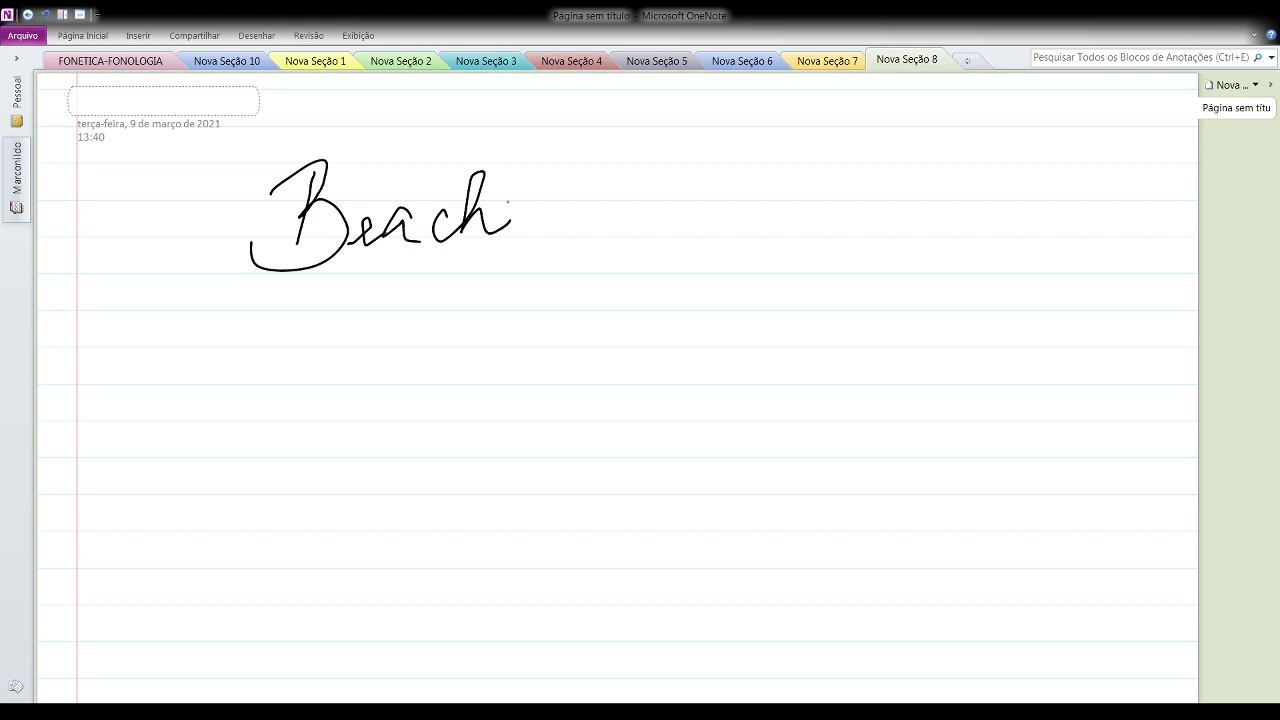 Página sem título - Microsoft OneNote
Arquivo Página Inicial Inserir Compartilhar Desenhar Revisão Exibição
FONETICA-FONOLOGIA Nova Seção 10 Nova Seção 1 Nova Seção 2 Nova Seção 3 Nova Seção 4 Nova Seção 5 Nova Seção 6 Nova Seção 7 Nova Seção 8 Pesquisar Todos os Blocos de Anotações (Ctrl+E)
Pessoal
Marconildo
Nova ...
Página sem títu
terça-feira, 9 de março de 2021
13:40
Beach